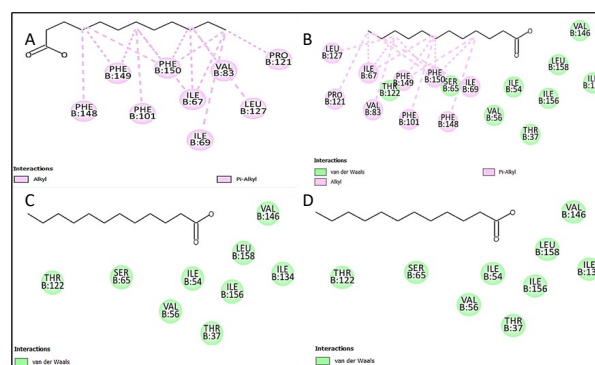 A
O
O
PHE
B:149
PHE
B:150
VAL
B:83
PRO
B:121
PHE
B:148
PHE
B:101
ILE
B:67
LEU
B:127
ILE
B:69
Interactions
Alkyl
Pi-Alkyl
B
O
O
VAL
B:146
LEU
B:127
ILE
B:67
PHE
B:149
PHE
B:150
THR
B:122
SER
B:65
ILE
B:69
ILE
B:54
LEU
B:158
ILE
B:156
PRO
B:121
VAL
B:83
PHE
B:101
PHE
B:148
VAL
B:56
THR
B:37
Interactions
van der Waals
Alkyl
Pi-Alkyl
C
O
O
VAL
B:146
LEU
B:158
THR
B:122
SER
B:65
ILE
B:54
ILE
B:156
ILE
B:134
VAL
B:56
THR
B:37
Interactions
van der Waals
D
O
O
VAL
B:146
LEU
B:158
THR
B:122
SER
B:65
ILE
B:54
ILE
B:156
VAL
B:56
THR
B:37
Interactions
van der Waals